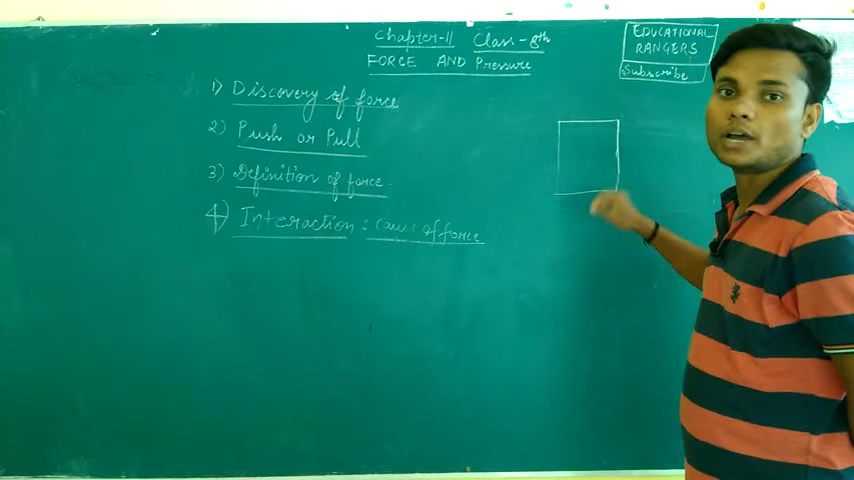 Chapter-11 Class-8th
FORCE AND Pressure
1) Discovery of force
2) Push or Pull
3) Definition of force
4) Interaction : cause of force
EDUCATIONAL
RANGERS
Subscribe